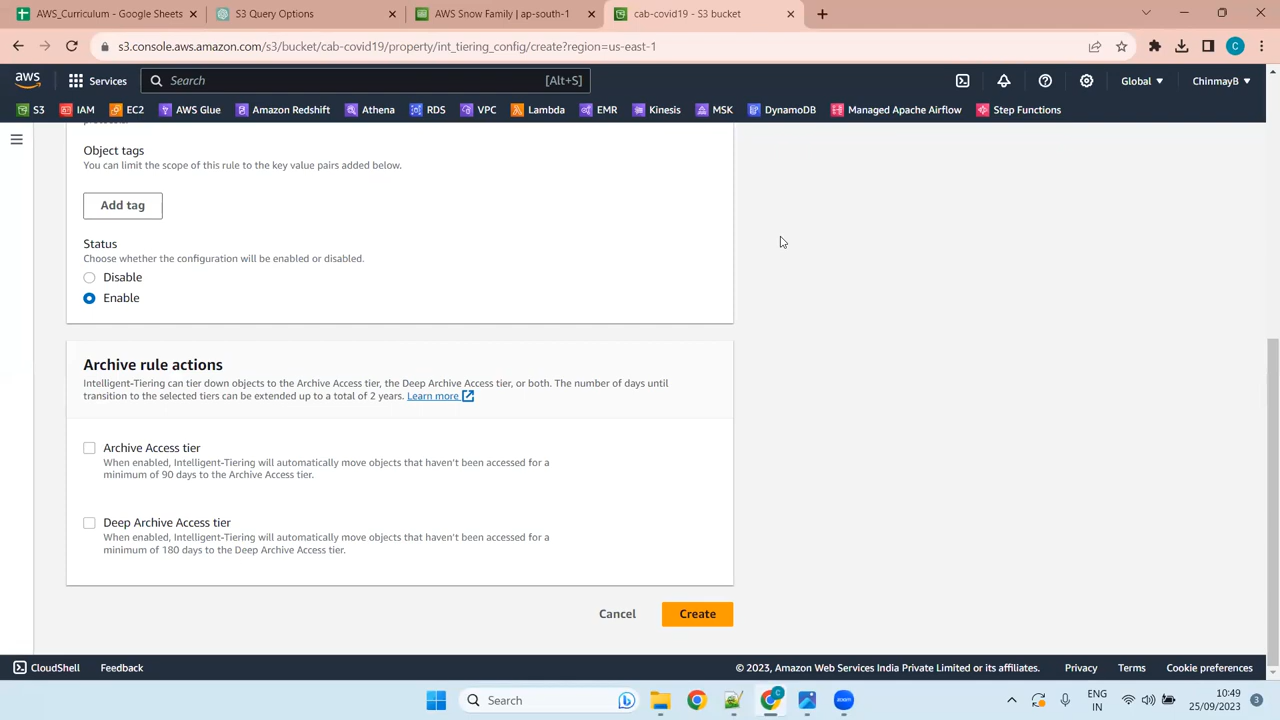 AWS_Curriculum - Google Sheets
S3 Query Options
AWS Snow Family | ap-south-1
cab-covid19 - S3 bucket
s3.console.aws.amazon.com/s3/bucket/cab-covid19/property/int_tiering_config/create?region=us-east-1
C
aws
Services
Search
[Alt+S]
Global
ChinmayB
S3
IAM
EC2
AWS Glue
Amazon Redshift
Athena
RDS
VPC
Lambda
EMR
Kinesis
MSK
DynamoDB
Managed Apache Airflow
Step Functions
Object tags
You can limit the scope of this rule to the key value pairs added below.
Add tag
Status
Choose whether the configuration will be enabled or disabled.
Disable
Enable
Archive rule actions
Intelligent-Tiering can tier down objects to the Archive Access tier, the Deep Archive Access tier, or both. The number of days until
transition to the selected tiers can be extended up to a total of 2 years. Learn more
Archive Access tier
When enabled, Intelligent-Tiering will automatically move objects that haven't been accessed for a
minimum of 90 days to the Archive Access tier.
Deep Archive Access tier
When enabled, Intelligent-Tiering will automatically move objects that haven't been accessed for a
minimum of 180 days to the Deep Archive Access tier.
Cancel
Create
CloudShell
Feedback
© 2023, Amazon Web Services India Private Limited or its affiliates.
Privacy
Terms
Cookie preferences
Search
C
zoom
ENG
IN
10:49
25/09/2023
3